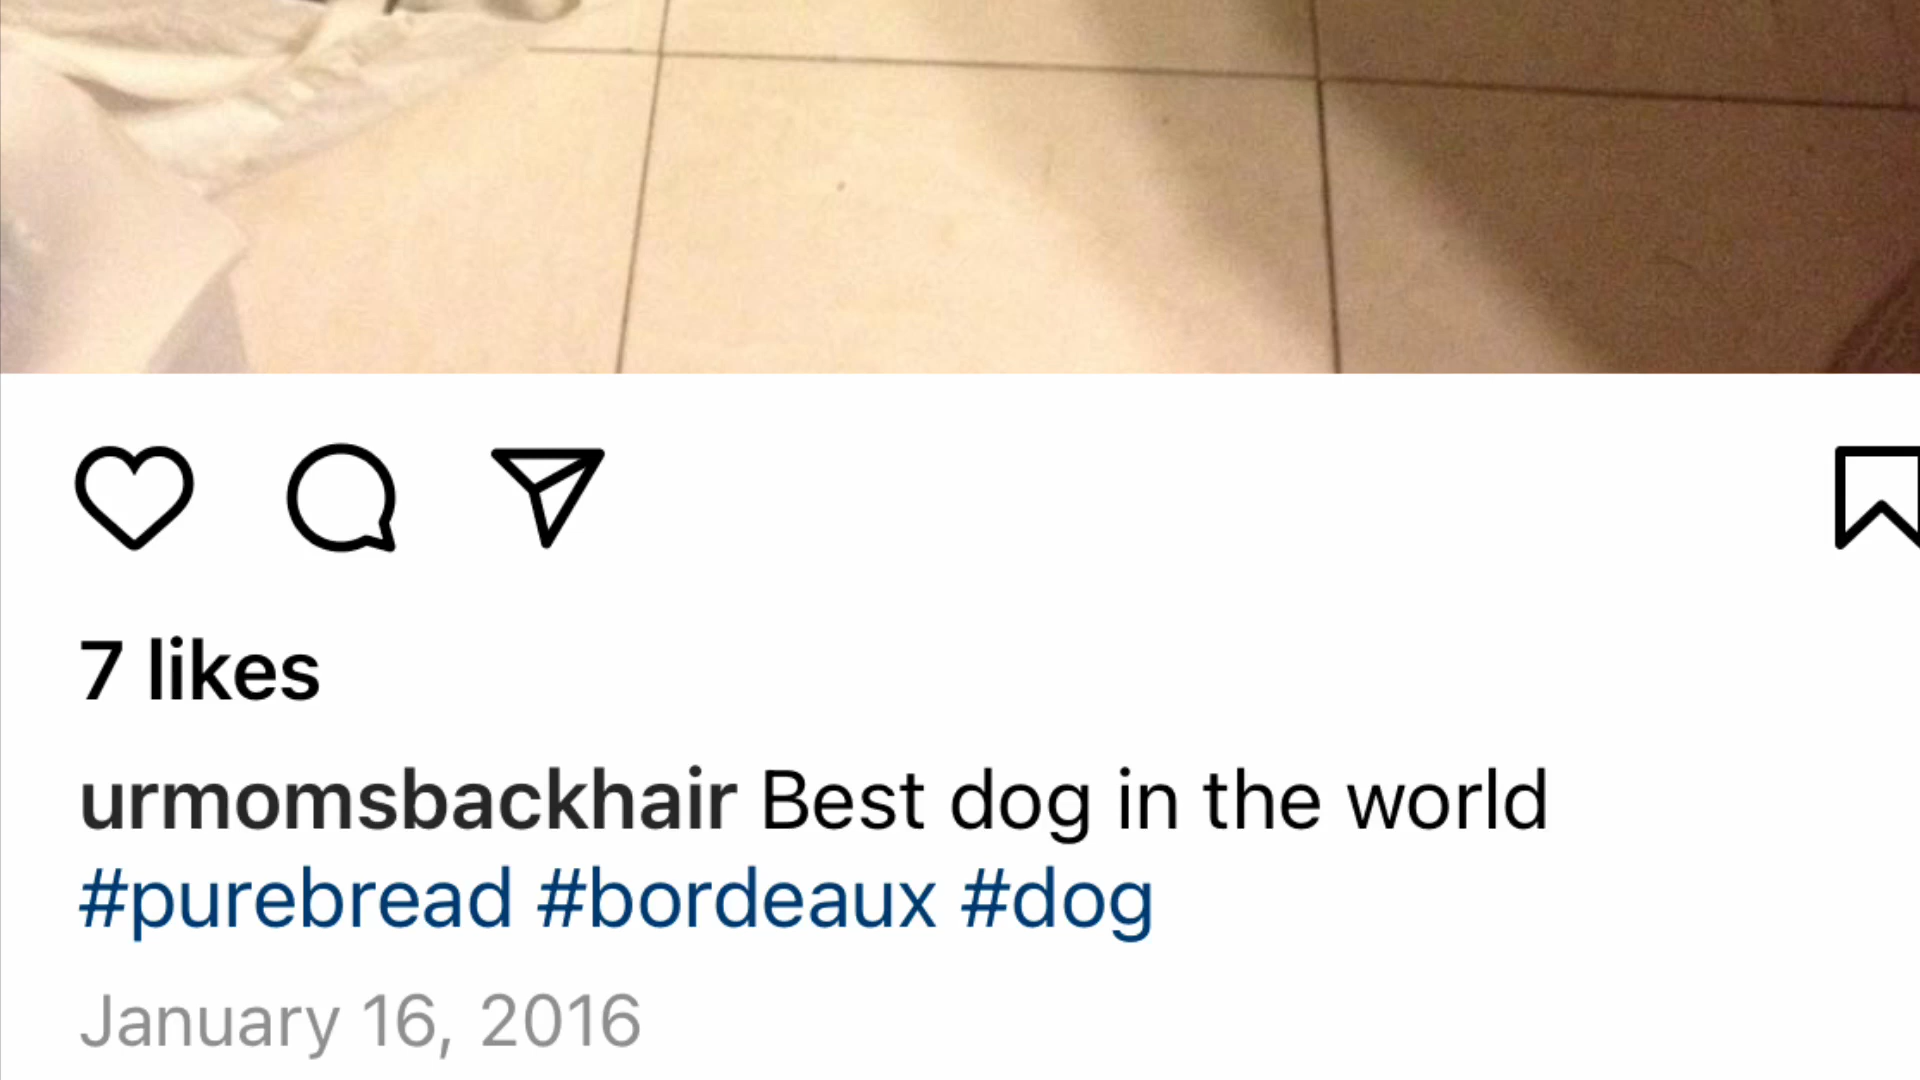 7 likes
urmomsbackhair Best dog in the world
#purebread #bordeaux #dog
January 16, 2016